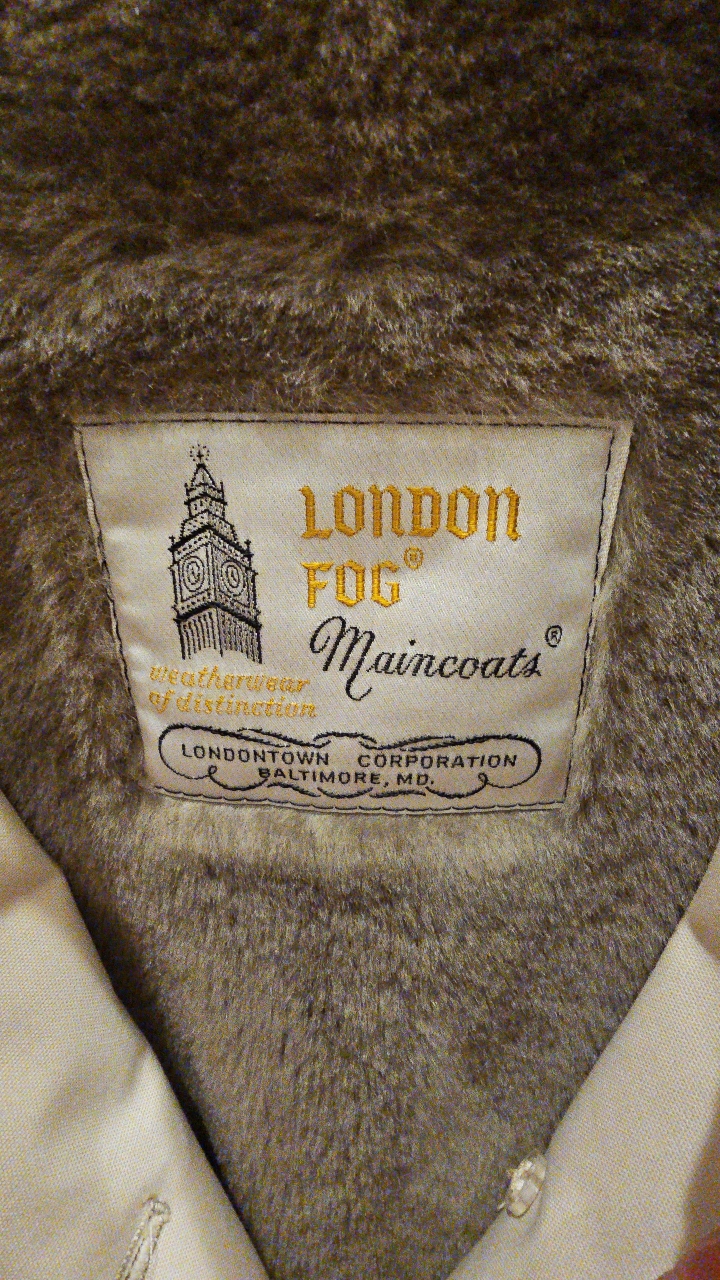 LONDON
FOG®
Maincoats®
weatherwear
of distinction
LONDONTOWN CORPORATION
BALTIMORE, MD.